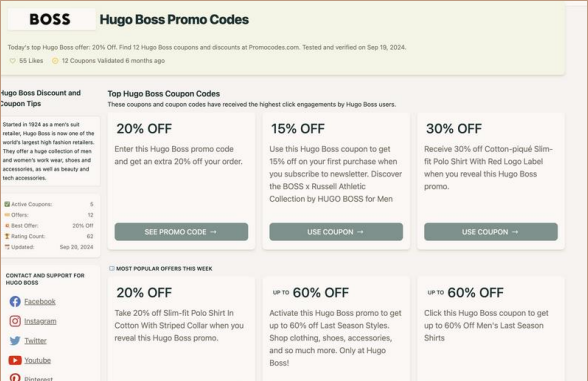 BOSS
Hugo Boss Promo Codes
Today's top Hugo Boss offer: 20% Off. Find 12 Hugo Boss coupons and discounts at Promocodes.com. Tested and verified on Sep 19, 2024.
55 Likes
12 Coupons Validated 6 months ago
Hugo Boss Discount and
Coupon Tips
Started in 1924 as a men's suit
retailer, Hugo Boss is now one of the
world's largest high fashion retailers.
They offer a huge collection of men
and women's work wear, shoes and
accessories, as well as beauty and
tech accessories.
Active Coupons: 5
Offers: 12
Best Offer: 20% Off
Rating Count: 62
Updated: Sep 20, 2024
CONTACT AND SUPPORT FOR
HUGO BOSS
Facebook
Instagram
Twitter
Youtube
Pinterest
Top Hugo Boss Coupon Codes
These coupons and coupon codes have received the highest click engagements by Hugo Boss users.
20% OFF
Enter this Hugo Boss promo code
and get an extra 20% off your order.
SEE PROMO CODE →
15% OFF
Use this Hugo Boss coupon to get
15% off on your first purchase when
you subscribe to newsletter. Discover
the BOSS x Russell Athletic
Collection by HUGO BOSS for Men
USE COUPON →
30% OFF
Receive 30% off Cotton-piqué Slim-
fit Polo Shirt With Red Logo Label
when you reveal this Hugo Boss
promo.
USE COUPON →
MOST POPULAR OFFERS THIS WEEK
20% OFF
Take 20% off Slim-fit Polo Shirt In
Cotton With Striped Collar when you
reveal this Hugo Boss promo.
UP TO 60% OFF
Activate this Hugo Boss promo to get
up to 60% off Last Season Styles.
Shop clothing, shoes, accessories,
and so much more. Only at Hugo
Boss!
UP TO 60% OFF
Click this Hugo Boss coupon to get
up to 60% Off Men's Last Season
Shirts